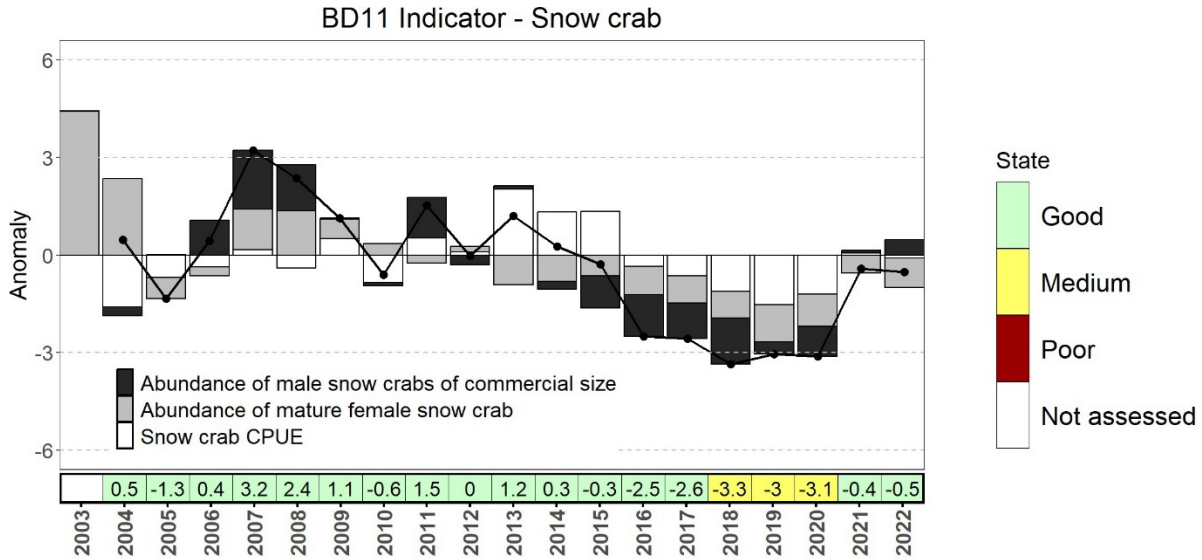 BD11 Indicator - Snow crab
Anomaly
6
3
0
-3
-6
Abundance of male snow crabs of commercial size
Abundance of mature female snow crab
Snow crab CPUE
0.5 -1.3 0.4 3.2 2.4 1.1 -0.6 1.5 0 1.2 0.3 -0.3 -2.5 -2.6 -3.3 -3 -3.1 -0.4 -0.5
2003 2004 2005 2006 2007 2008 2009 2010 2011 2012 2013 2014 2015 2016 2017 2018 2019 2020 2021 2022
State
Good
Medium
Poor
Not assessed